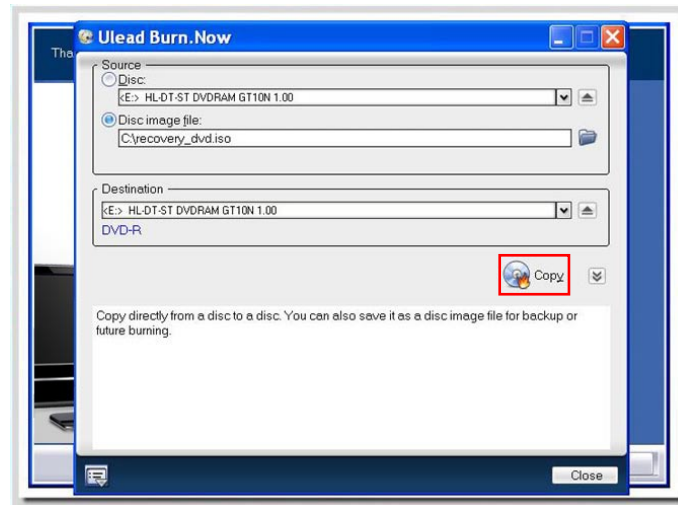 Tha
Ulead Burn.Now
Source
Disc:
<E:> HL-DT-ST DVDRAM GT10N 1.00
Disc image file:
C:\recovery_dvd.iso
Destination
<E:> HL-DT-ST DVDRAM GT10N 1.00
DVD-R
Copy
Copy directly from a disc to a disc. You can also save it as a disc image file for backup or
future burning.
Close